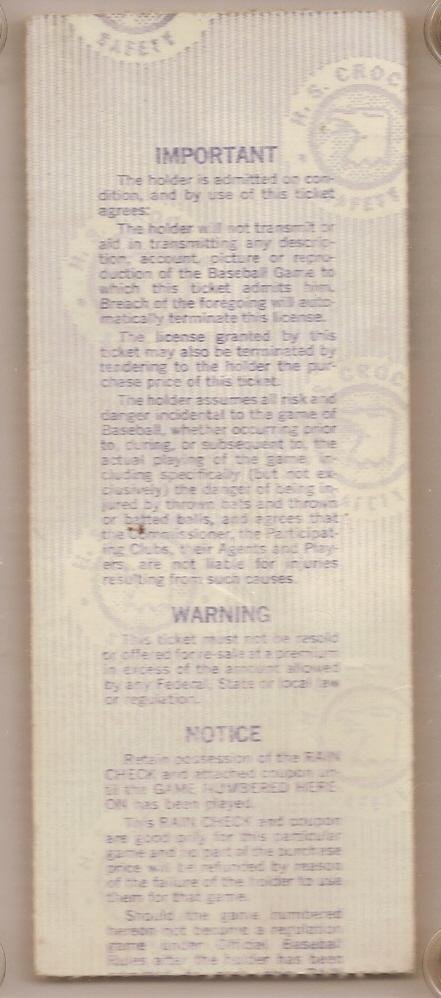 SAFETY
H. S. CROC
SAFETY
IMPORTANT
The holder is admitted on con-
dition, and by use of this ticket
agrees:
The holder will not transmit or
aid in transmitting any descrip-
tion, account, picture or repro-
duction of the Baseball Game to
which this ticket admits him.
Breach of the foregoing will auto-
matically terminate this license.
The license granted by this
ticket may also be terminated by
tendering to the holder the pur-
chase price of this ticket.
The holder assumes all risk and
danger incidental to the game of
Baseball, whether occurring prior
to, during, or subsequent to, the
actual playing of the game, in-
cluding specifically (but not ex-
clusively) the danger of being in-
jured by thrown bats and thrown
or batted balls, and agrees that
the Commissioner, the Participat-
ing Clubs, their Agents and Play-
ers, are not liable for injuries
resulting from such causes.
CROC
SAFETY
WARNING
This ticket must not be resold
or offered for re-sale at a premium
in excess of the amount allowed
by any Federal, State or local law
or regulation.
NOTICE
Retain possession of the RAIN
CHECK and attached coupon un-
til the GAME NUMBERED HERE
ON has been played.
This RAIN CHECK and coupon
are good only for this particular
game and no part of the purchase
price will be refunded by reason
of the failure of the holder to use
them for that game.
Should the game numbered
hereon not become a regulation
game under Official Baseball
Rules after the holder has been